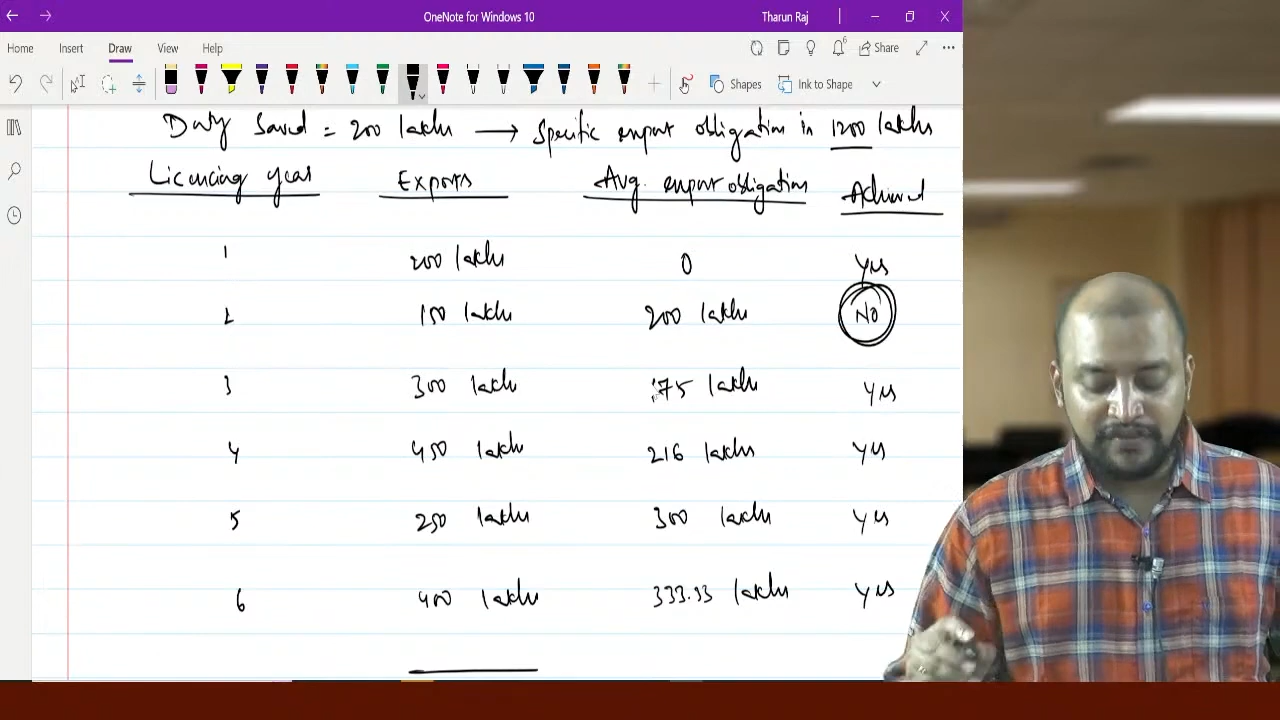 OneNote for Windows 10
Tharun Raj
Home Insert Draw View Help
6
Share
Shapes
Ink to Shape
Duty Saved = 200 lakhs → Specific export obligation in 1200 lakhs
Licencing year Exports Avg. export obligation Achieved
1 200 lakhs 0 Yes
2 150 lakhs 200 lakhs NO
3 300 lakhs 175 lakhs Yes
4 450 lakhs 216 lakhs Yes
5 250 lakhs 300 lakhs Yes
6 400 lakhs 333.33 lakhs Yes